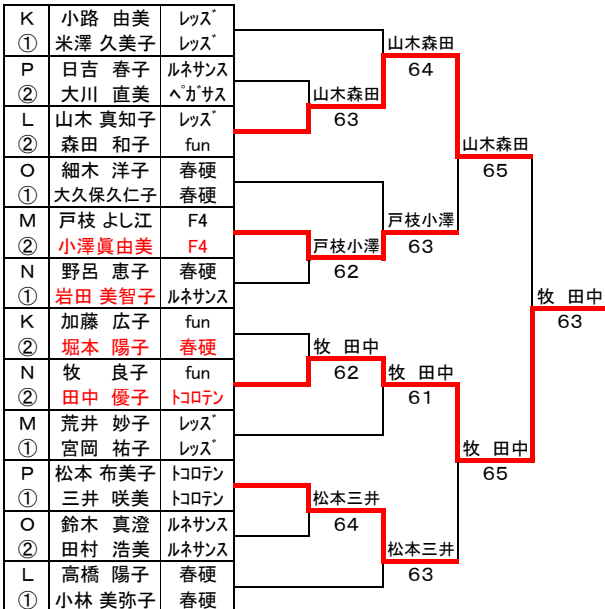 K 小路 由美 レッズ
① 米澤 久美子 レッズ
P 日吉 春子 ルネサンス
② 大川 直美 ペガサス
L 山木 真知子 レッズ
② 森田 和子 fun
O 細木 洋子 春硬
① 大久保久仁子 春硬
M 戸枝 よし江 F4
② 小澤眞由美 F4
N 野呂 恵子 春硬
① 岩田 美智子 ルネサンス
K 加藤 広子 fun
② 堀本 陽子 春硬
N 牧 良子 fun
② 田中 優子 トコロテン
M 荒井 妙子 レッズ
① 宮岡 祐子 レッズ
P 松本 布美子 トコロテン
① 三井 咲美 トコロテン
O 鈴木 真澄 ルネサンス
② 田村 浩美 ルネサンス
L 高橋 陽子 春硬
① 小林 美弥子 春硬
山木森田
63
戸枝小澤
62
牧 田中
62
松本三井
64
山木森田
64
戸枝小澤
63
牧 田中
61
松本三井
63
山木森田
65
牧 田中
65
牧 田中
63